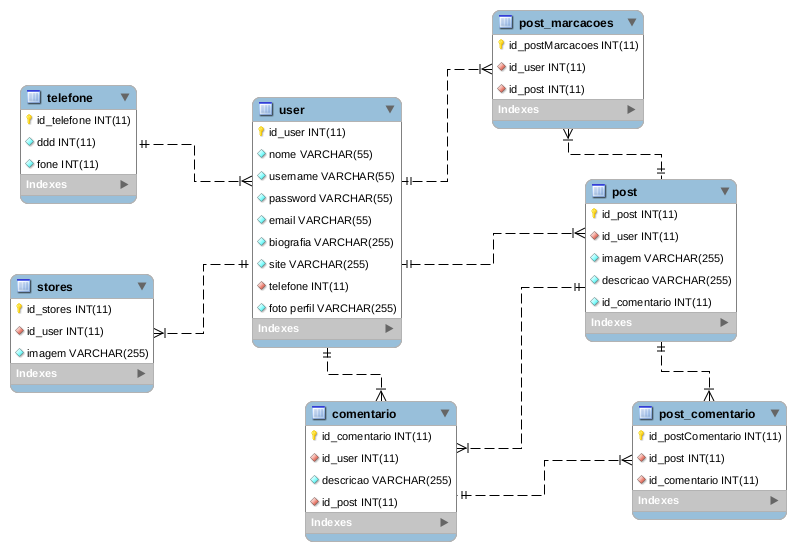 post_marcacoes
id_postMarcacoes INT(11)
id_user INT(11)
id_post INT(11)
Indexes
telefone
id_telefone INT(11)
ddd INT(11)
fone INT(11)
Indexes
user
id_user INT(11)
nome VARCHAR(55)
username VARCHAR(55)
password VARCHAR(55)
email VARCHAR(55)
biografia VARCHAR(255)
site VARCHAR(255)
telefone INT(11)
foto perfil VARCHAR(255)
Indexes
post
id_post INT(11)
id_user INT(11)
imagem VARCHAR(255)
descricao VARCHAR(255)
id_comentario INT(11)
Indexes
stores
id_stores INT(11)
id_user INT(11)
imagem VARCHAR(255)
Indexes
comentario
id_comentario INT(11)
id_user INT(11)
descricao VARCHAR(255)
id_post INT(11)
Indexes
post_comentario
id_postComentario INT(11)
id_post INT(11)
id_comentario INT(11)
Indexes